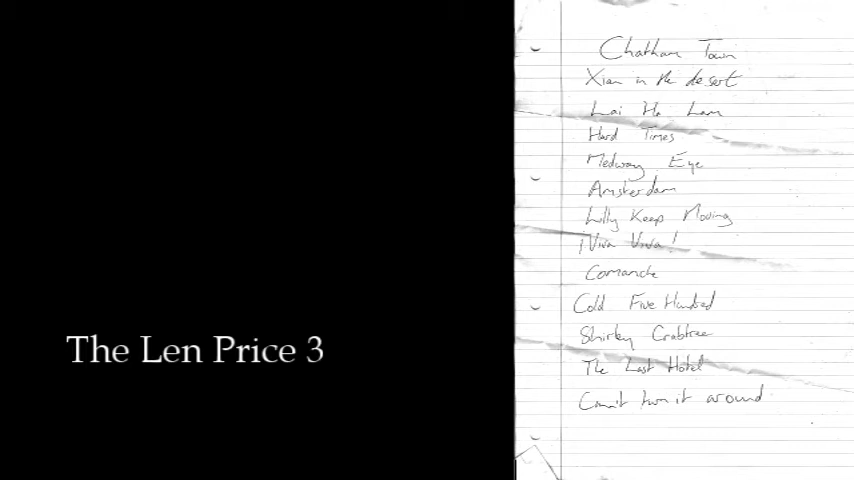 Chatham Town
Xian in the desert
Lai Ha Lam
Hard Times
Medway Eye
Amsterdam
Lilly Keep Moving
¡Viva Viva!
Comanche
Cold Five Hundred
Shirley Crabtree
The Last Hotel
Can't turn it around
The Len Price 3